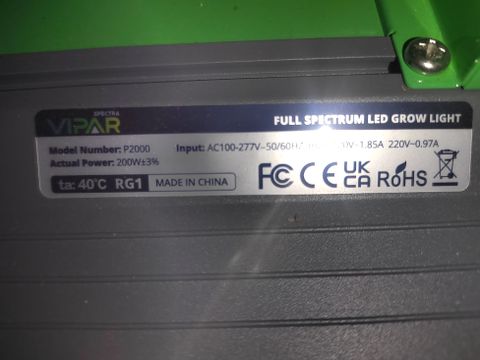 SPECTRA
VIPAR
FULL SPECTRUM LED GROW LIGHT
Model Number: P2000 Input: AC100-277V~50/60Hz 1.85A 220V~0.97A
Actual Power: 200W±3%
ta: 40°C RG1 MADE IN CHINA
FC CE UK CA RoHS